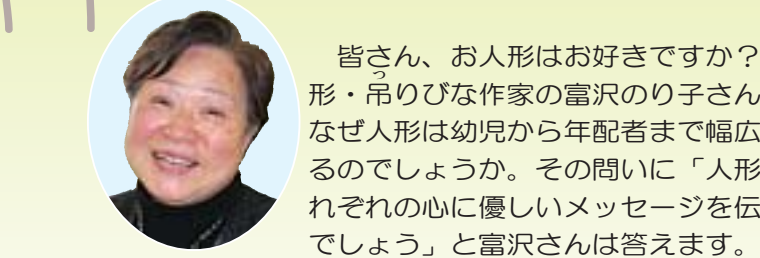 皆さん、お人形はお好きですか？
形・吊りびな作家の富沢のり子さん
なぜ人形は幼児から年配者まで幅広
るのでしょうか。その問いに「人形
れぞれの心に優しいメッセージを伝
でしょう」と富沢さんは答えます。